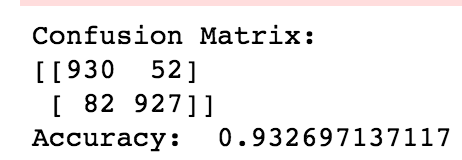 Confusion Matrix:
[[930  52]
 [ 82 927]]
Accuracy:  0.932697137117